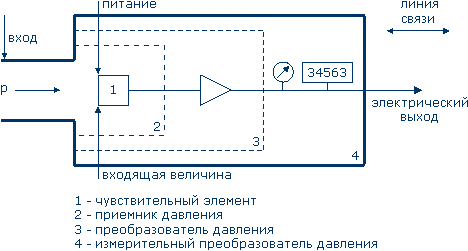 питание
линия
связи
вход
34563
p
1
электрический
выход
2
3
4
входящая величина
1 - чувствительный элемент
2 - приемник давления
3 - преобразователь давления
4 - измерительный преобразователь давления